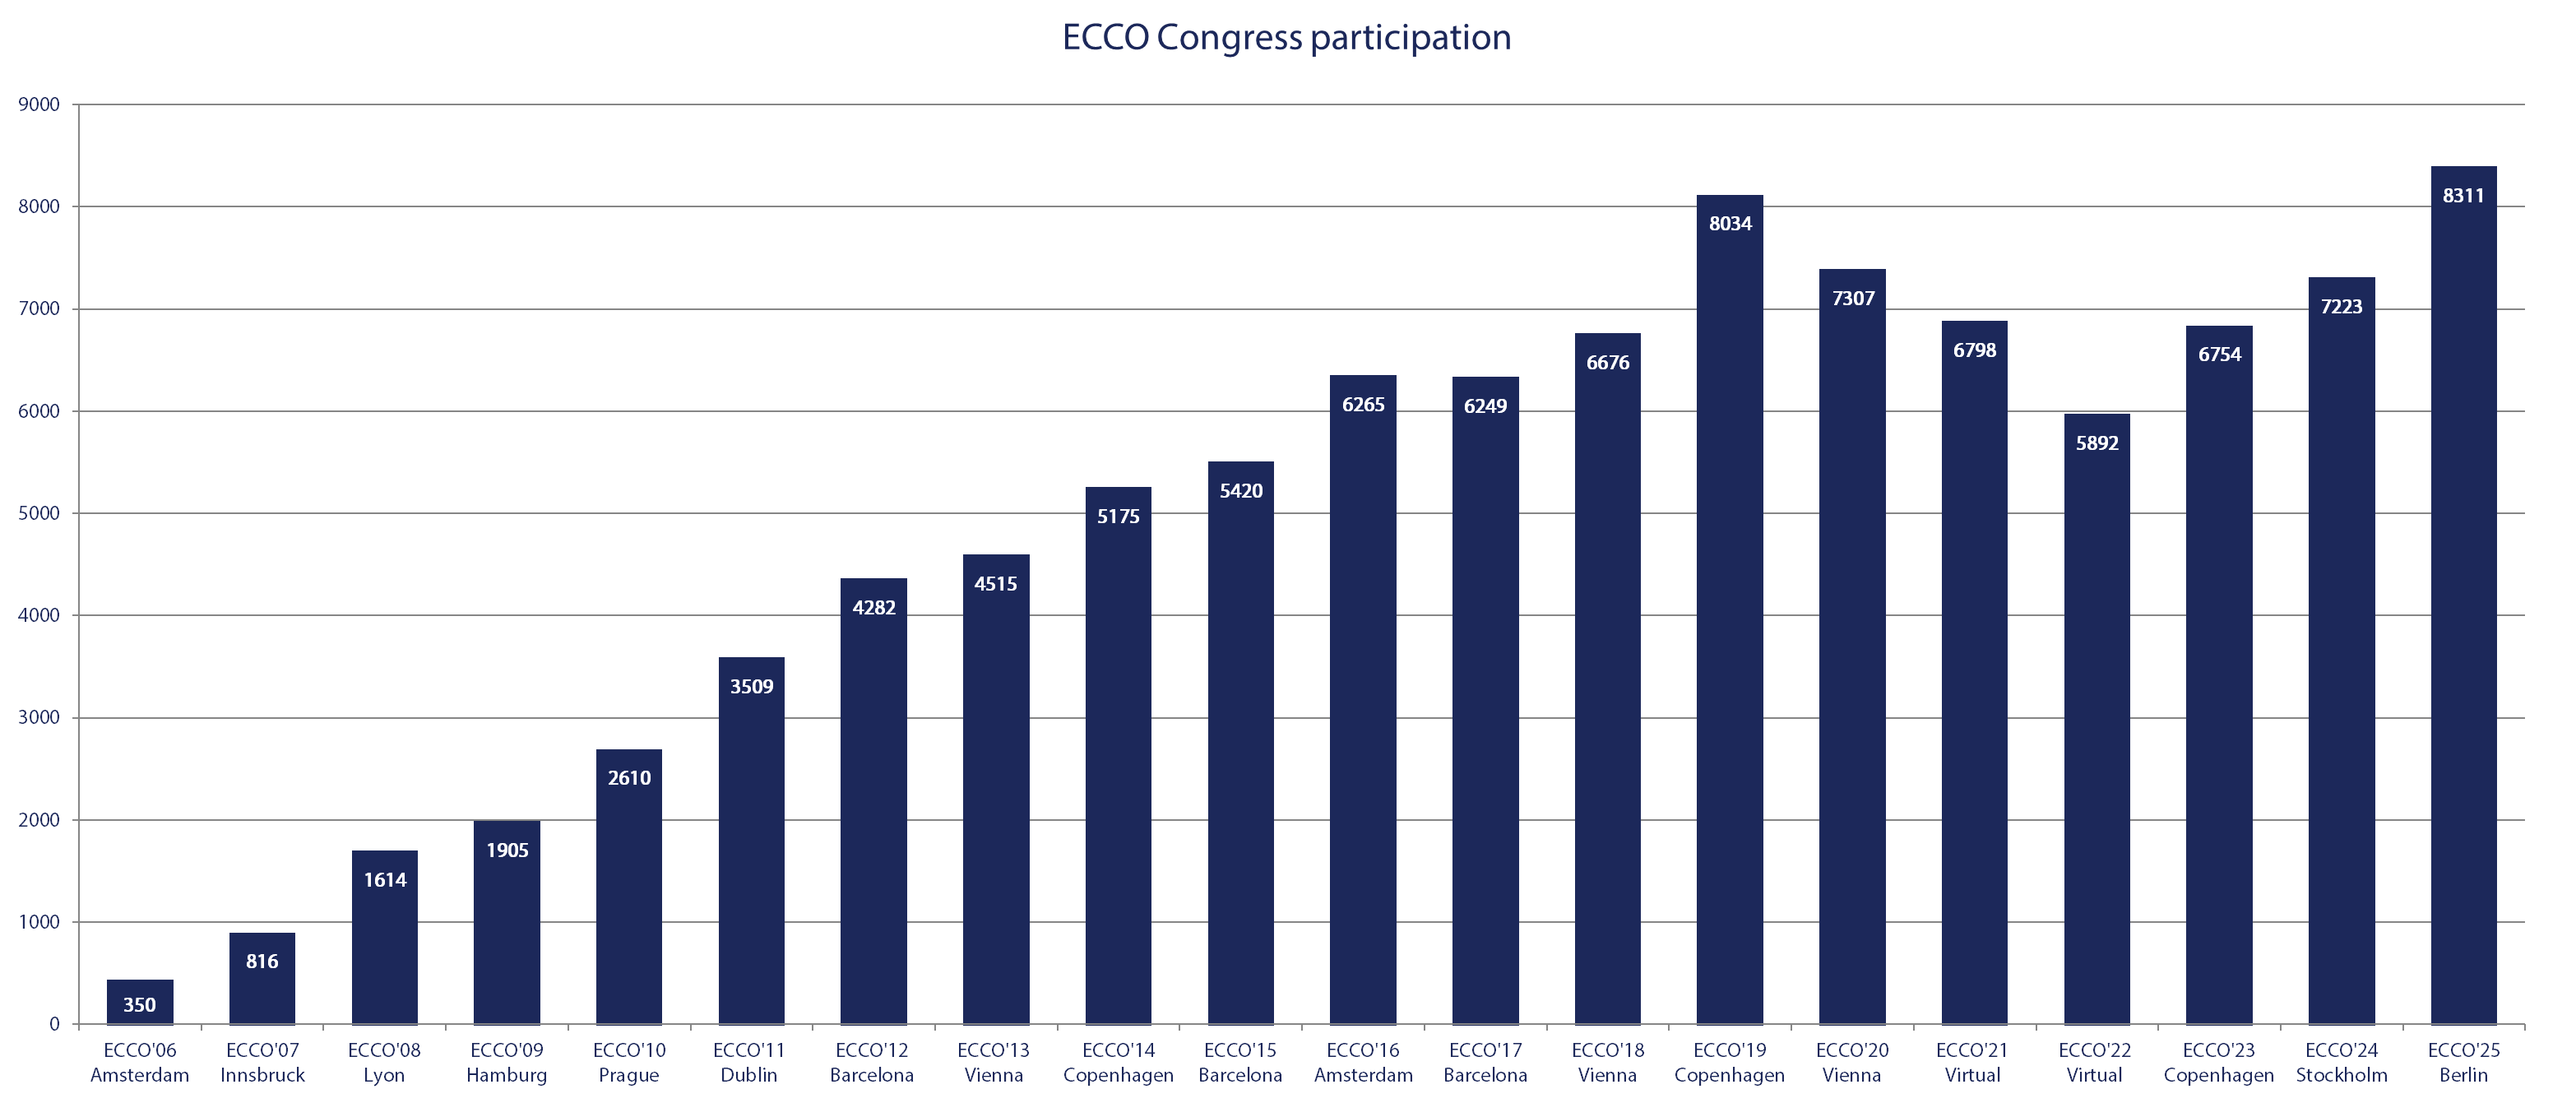 ECCO Congress participation
9000
8000
7000
6000
5000
4000
3000
2000
1000
0
350
816
1614
1905
2610
3509
4282
4515
5175
5420
6265
6249
6676
8034
7307
6798
5892
6754
7223
8311
ECCO'06
Amsterdam
ECCO'07
Innsbruck
ECCO'08
Lyon
ECCO'09
Hamburg
ECCO'10
Prague
ECCO'11
Dublin
ECCO'12
Barcelona
ECCO'13
Vienna
ECCO'14
Copenhagen
ECCO'15
Barcelona
ECCO'16
Amsterdam
ECCO'17
Barcelona
ECCO'18
Vienna
ECCO'19
Copenhagen
ECCO'20
Vienna
ECCO'21
Virtual
ECCO'22
Virtual
ECCO'23
Copenhagen
ECCO'24
Stockholm
ECCO'25
Berlin